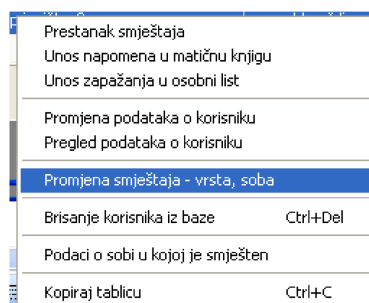 Prestanak smještaja
Unos napomena u matičnu knjigu
Unos zapažanja u osobni list
Promjena podataka o korisniku
Pregled podataka o korisniku
Promjena smještaja - vrsta, soba
Brisanje korisnika iz baze Ctrl+Del
Podaci o sobi u kojoj je smješten
Kopiraj tablicu Ctrl+C